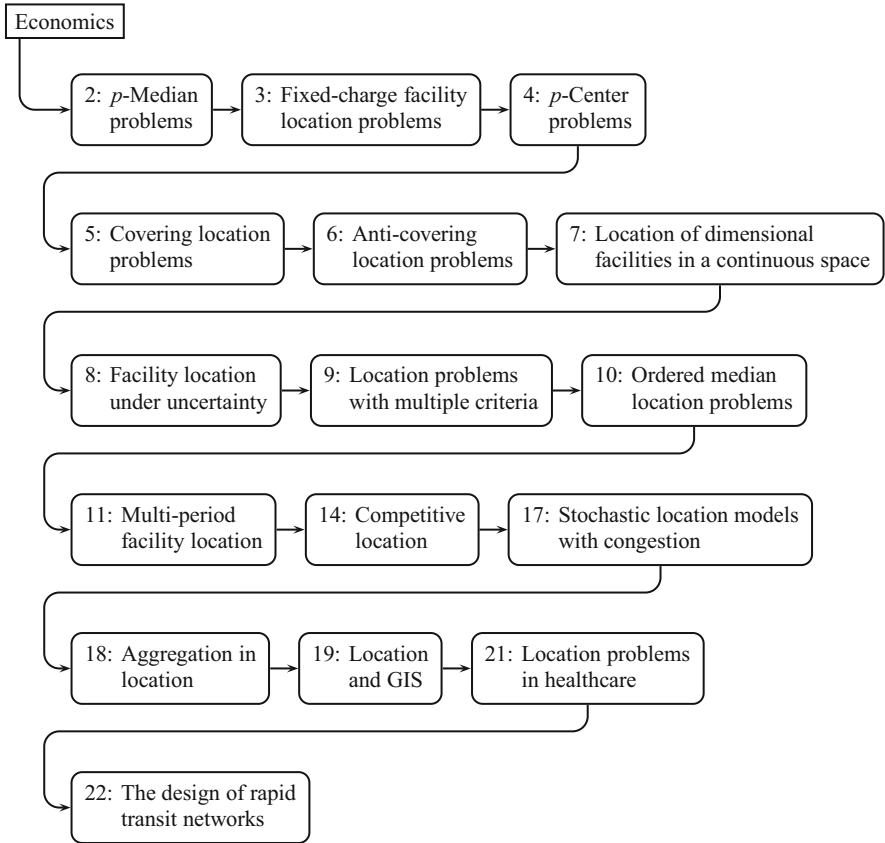 Economics
2: p-Median
problems
3: Fixed-charge facility
location problems
4: p-Center
problems
5: Covering location
problems
6: Anti-covering
location problems
7: Location of dimensional
facilities in a continuous space
8: Facility location
under uncertainty
9: Location problems
with multiple criteria
10: Ordered median
location problems
11: Multi-period
facility location
14: Competitive
location
17: Stochastic location models
with congestion
18: Aggregation in
location
19: Location
and GIS
21: Location problems
in healthcare
22: The design of rapid
transit networks